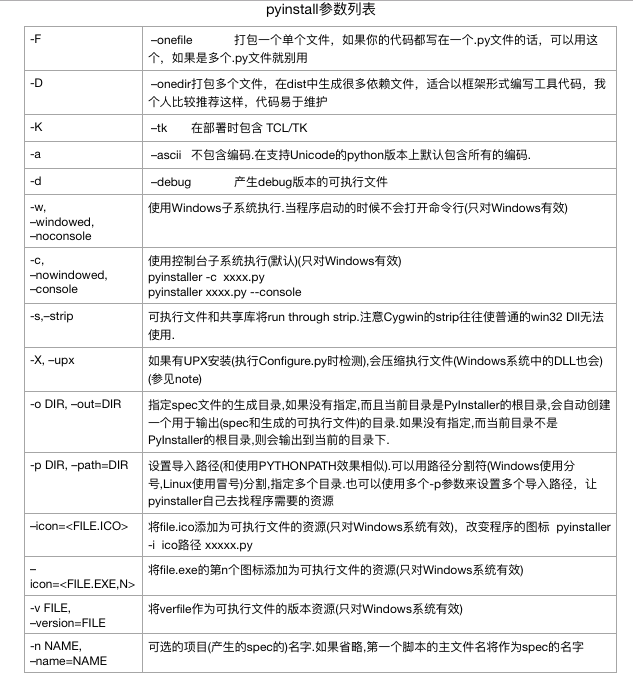 pyinstall参数列表
-F
–onefile 打包一个单个文件，如果你的代码都写在一个.py文件的话，可以用这
个，如果是多个.py文件就别用
-D
–onedir打包多个文件，在dist中生成很多依赖文件，适合以框架形式编写工具代码，我
个人比较推荐这样，代码易于维护
-K
–tk 在部署时包含 TCL/TK
-a
–ascii 不包含编码.在支持Unicode的python版本上默认包含所有的编码.
-d
–debug 产生debug版本的可执行文件
-w,
–windowed,
–noconsole
使用Windows子系统执行.当程序启动的时候不会打开命令行(只对Windows有效)
-c,
–nowindowed,
–console
使用控制台子系统执行(默认)(只对Windows有效)
pyinstaller -c xxxx.py
pyinstaller xxxx.py --console
-s,–strip
可执行文件和共享库将run through strip.注意Cygwin的strip往往使普通的win32 Dll无法
使用.
-X, –upx
如果有UPX安装(执行Configure.py时检测),会压缩执行文件(Windows系统中的DLL也会)
(参见note)
-o DIR, –out=DIR
指定spec文件的生成目录,如果没有指定,而且当前目录是PyInstaller的根目录,会自动创建
一个用于输出(spec和生成的可执行文件)的目录.如果没有指定,而当前目录不是
PyInstaller的根目录,则会输出到当前的目录下.
-p DIR, –path=DIR
设置导入路径(和使用PYTHONPATH效果相似).可以用路径分割符(Windows使用分
号,Linux使用冒号)分割,指定多个目录.也可以使用多个-p参数来设置多个导入路径，让
pyinstaller自己去找程序需要的资源
–icon=<FILE.ICO>
将file.ico添加为可执行文件的资源(只对Windows系统有效)，改变程序的图标 pyinstaller
-i ico路径 xxxxx.py
–
icon=<FILE.EXE,N>
将file.exe的第n个图标添加为可执行文件的资源(只对Windows系统有效)
-v FILE,
–version=FILE
将verfile作为可执行文件的版本资源(只对Windows系统有效)
-n NAME,
–name=NAME
可选的项目(产生的spec的)名字.如果省略,第一个脚本的主文件名将作为spec的名字